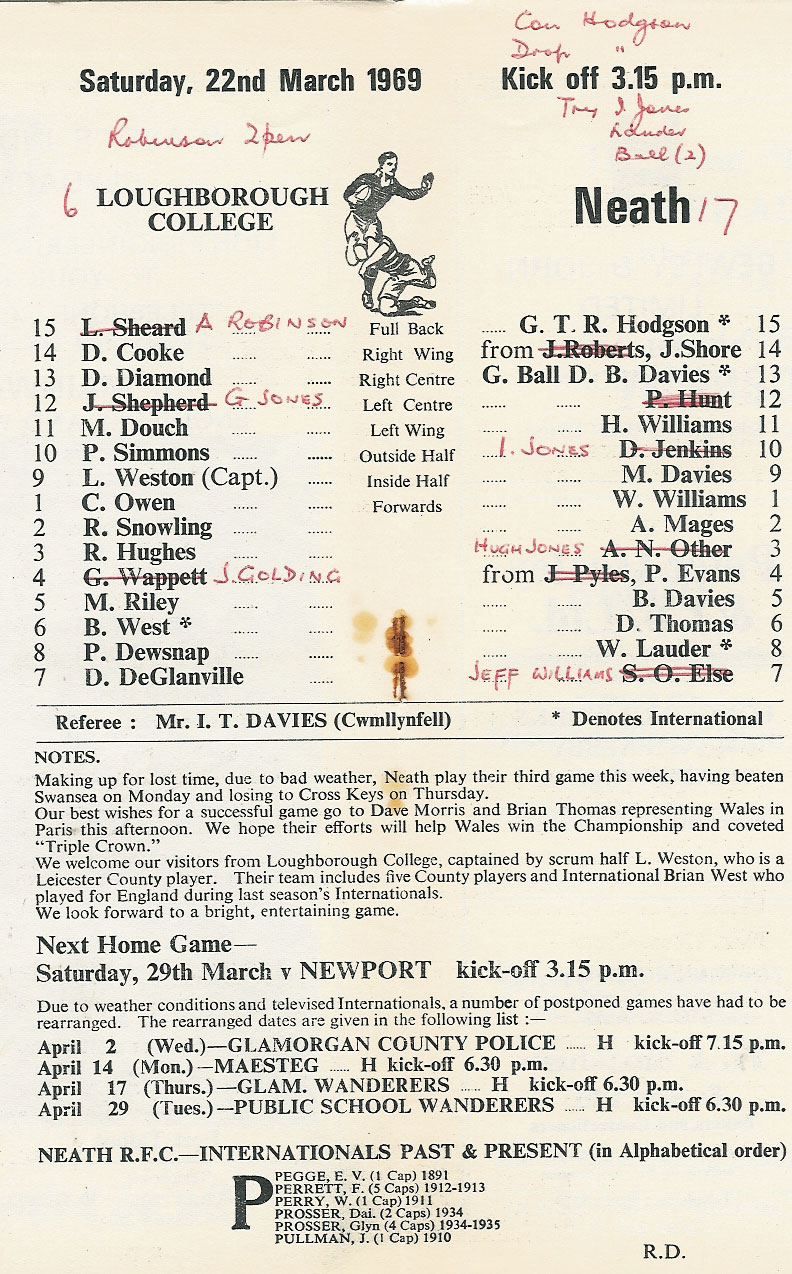 Con Hodgson
Drop "
Saturday, 22nd March 1969 Kick off 3.15 p.m.
Try I. Jones
Lauder
Ball (2)
Robinson 2 pen
6 LOUGHBOROUGH COLLEGE
Neath 17
15 L. Sheard A ROBINSON Full Back G. T. R. Hodgson * 15
14 D. Cooke Right Wing from J.Roberts, J.Shore 14
13 D. Diamond Right Centre G. Ball D. B. Davies * 13
12 J. Shepherd G JONES Left Centre P. Hunt 12
11 M. Douch Left Wing H. Williams 11
10 P. Simmons Outside Half I. JONES D. Jenkins 10
9 L. Weston (Capt.) Inside Half M. Davies 9
1 C. Owen Forwards W. Williams 1
2 R. Snowling A. Mages 2
3 R. Hughes HUGH JONES A. N. Other 3
4 G. Wappett J. GOLDING from J Pyles, P. Evans 4
5 M. Riley B. Davies 5
6 B. West * D. Thomas 6
8 P. Dewsnap W. Lauder * 8
7 D. DeGlanville JEFF WILLIAMS S. O. Else 7
Referee : Mr. I. T. DAVIES (Cwmllynfell) * Denotes International
NOTES.
Making up for lost time, due to bad weather, Neath play their third game this week, having beaten
Swansea on Monday and losing to Cross Keys on Thursday.
Our best wishes for a successful game go to Dave Morris and Brian Thomas representing Wales in
Paris this afternoon. We hope their efforts will help Wales win the Championship and coveted
“Triple Crown.”
We welcome our visitors from Loughborough College, captained by scrum half L. Weston, who is a
Leicester County player. Their team includes five County players and International Brian West who
played for England during last season's Internationals.
We look forward to a bright, entertaining game.
Next Home Game—
Saturday, 29th March v NEWPORT kick-off 3.15 p.m.
Due to weather conditions and televised Internationals, a number of postponed games have had to be
rearranged. The rearranged dates are given in the following list :—
April 2 (Wed.)—GLAMORGAN COUNTY POLICE ...... H kick-off 7.15 p.m.
April 14 (Mon.)—MAESTEG ...... H kick-off 6.30 p.m.
April 17 (Thurs.)—GLAM. WANDERERS ...... H kick-off 6.30 p.m.
April 29 (Tues.)—PUBLIC SCHOOL WANDERERS ...... H kick-off 6.30 p.m.
NEATH R.F.C.—INTERNATIONALS PAST & PRESENT (in Alphabetical order)
P
PEGGE, E. V. (1 Cap) 1891
PERRETT, F. (5 Caps) 1912-1913
PERRY, W. (1 Cap) 1911
PROSSER, Dai. (2 Caps) 1934
PROSSER, Glyn (4 Caps) 1934-1935
PULLMAN, J. (1 Cap) 1910
R.D.